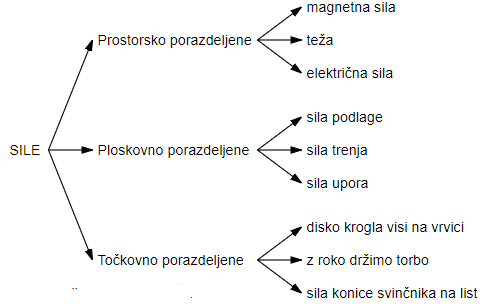 magnetna sila
Prostorsko porazdeljene
teža
električna sila
sila podlage
SILE
Ploskovno porazdeljene
sila trenja
sila upora
disko krogla visi na vrvici
Točkovno porazdeljene
z roko držimo torbo
sila konice svinčnika na list